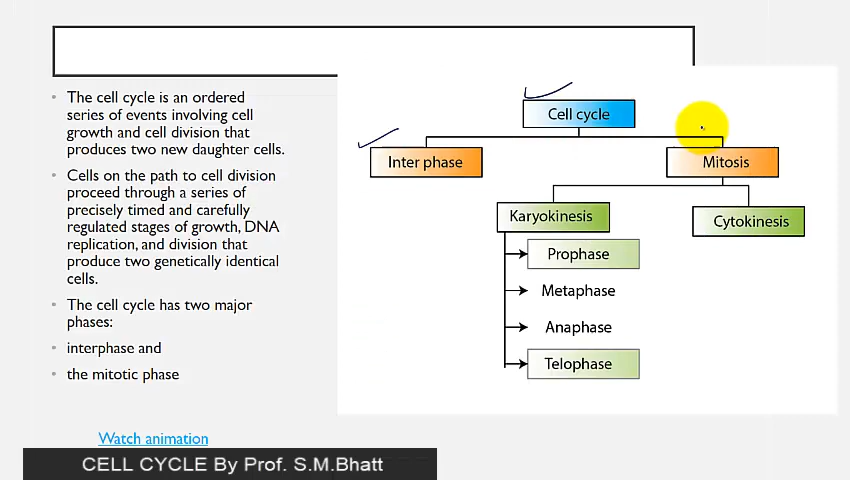 The cell cycle is an ordered
series of events involving cell
growth and cell division that
produces two new daughter cells.
Cells on the path to cell division
proceed through a series of
precisely timed and carefully
regulated stages of growth, DNA
replication, and division that
produce two genetically identical
cells.
The cell cycle has two major
phases:
interphase and
the mitotic phase
Watch animation
Cell cycle
Inter phase
Mitosis
Karyokinesis
Cytokinesis
Prophase
Metaphase
Anaphase
Telophase
CELL CYCLE By Prof. S.M.Bhatt